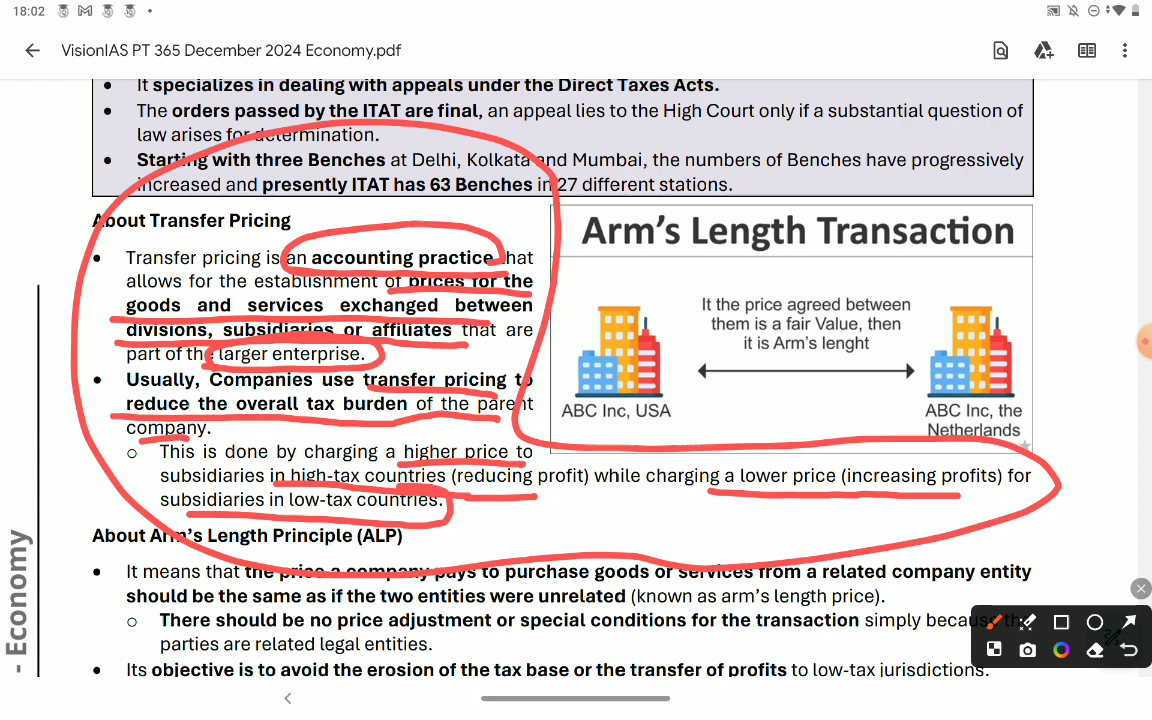 18:02
VisionIAS PT 365 December 2024 Economy.pdf
• It specializes in dealing with appeals under the Direct Taxes Acts.
• The orders passed by the ITAT are final, an appeal lies to the High Court only if a substantial question of
law arises for determination.
• Starting with three Benches at Delhi, Kolkata and Mumbai, the numbers of Benches have progressively
increased and presently ITAT has 63 Benches in 27 different stations.
About Transfer Pricing
• Transfer pricing is an accounting practice that
allows for the establishment of prices for the
goods and services exchanged between
divisions, subsidiaries or affiliates that are
part of the larger enterprise.
• Usually, Companies use transfer pricing to
reduce the overall tax burden of the parent
company.
o This is done by charging a higher price to
subsidiaries in high-tax countries (reducing profit) while charging a lower price (increasing profits) for
subsidiaries in low-tax countries.
Arm's Length Transaction
It the price agreed between
them is a fair Value, then
it is Arm's lenght
ABC Inc, USA
ABC Inc, the
Netherlands
About Arm's Length Principle (ALP)
• It means that the price a company pays to purchase goods or services from a related company entity
should be the same as if the two entities were unrelated (known as arm's length price).
o There should be no price adjustment or special conditions for the transaction simply because the
parties are related legal entities.
• Its objective is to avoid the erosion of the tax base or the transfer of profits to low-tax jurisdictions.
- Economy